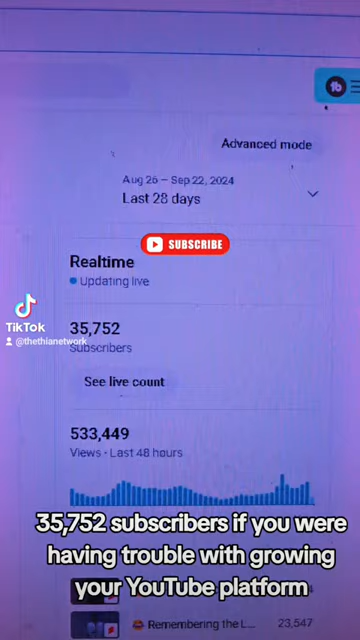 Advanced mode
Aug 26 – Sep 22, 2024
Last 28 days
SUBSCRIBE
Realtime
Updating live
TikTok
@thethianetwork
35,752
Subscribers
See live count
533,449
Views · Last 48 hours
35,752 subscribers if you were
having trouble with growing
your YouTube platform
Remembering the L... 23,547